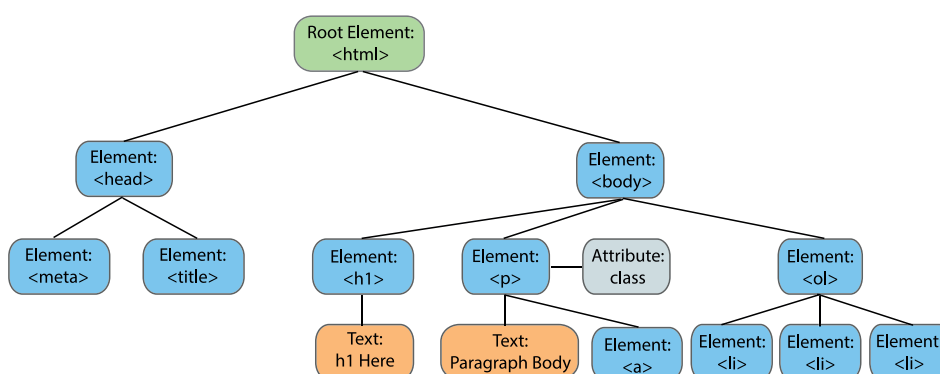 Root Element:
<html>
Element:
<head>
Element:
<body>
Element:
<meta>
Element:
<title>
Element:
<h1>
Element:
<p>
Attribute:
class
Element:
<ol>
Text:
h1 Here
Text:
Paragraph Body
Element:
<a>
Element:
<li>
Element:
<li>
Element:
<li>